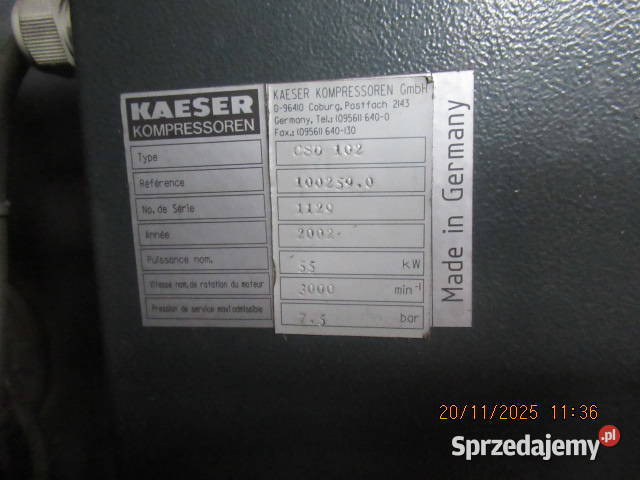 KAESER
KOMPRESSOREN
KAESER KOMPRESSOREN GmbH
D-96410 Coburg, Postfach 2143
Germany, Tel.: (09561) 640-0
Fax.: (09561) 640-130
Type CSD 102
Référence 100259.0
No. de Série 1120
Année 2002
Puissance nom. 55 kW
Vitesse nom. de rotation du moteur 3000 min-1
Pression de service maxi admissible 7.5 bar
Made in Germany
20/11/2025 11:36
Sprzedajemy.pl